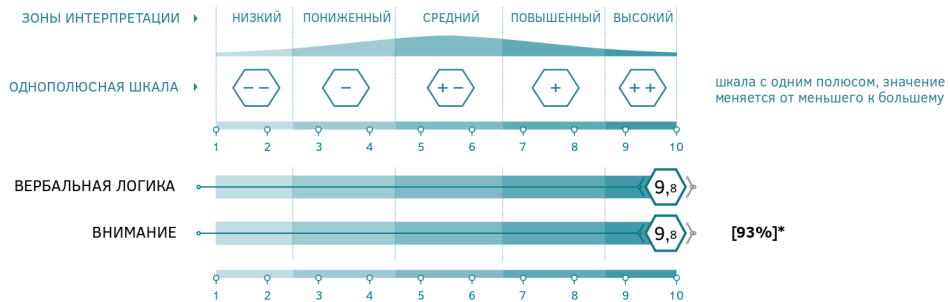 ЗОНЫ ИНТЕРПРЕТАЦИИ НИЗКИЙ ПОНИЖЕННЫЙ СРЕДНИЙ ПОВЫШЕННЫЙ ВЫСОКИЙ
ОДНОПОЛЮСНАЯ ШКАЛА – – – + – + + + шкала с одним полюсом, значение
меняется от меньшего к большему
1 2 3 4 5 6 7 8 9 10
ВЕРБАЛЬНАЯ ЛОГИКА 9,8
ВНИМАНИЕ 9,8 [93%]*
1 2 3 4 5 6 7 8 9 10